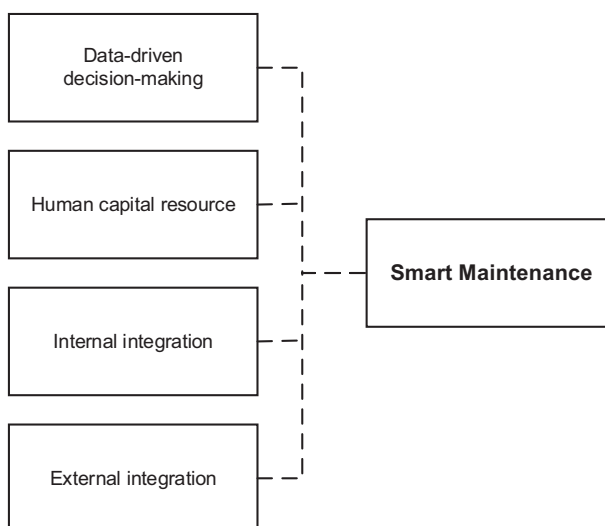 Data-driven
decision-making
Human capital resource
Smart Maintenance
Internal integration
External integration